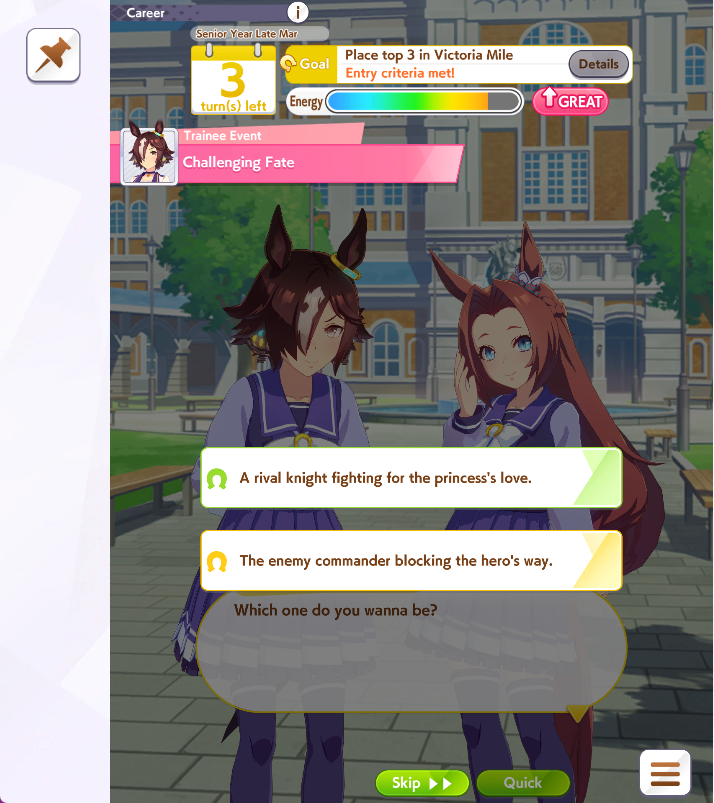 Career
i
Senior Year Late Mar
3
turn(s) left
Goal
Place top 3 in Victoria Mile
Entry criteria met!
Details
Energy
GREAT
Trainee Event
Challenging Fate
A rival knight fighting for the princess's love.
The enemy commander blocking the hero's way.
Which one do you wanna be?
Skip
Quick